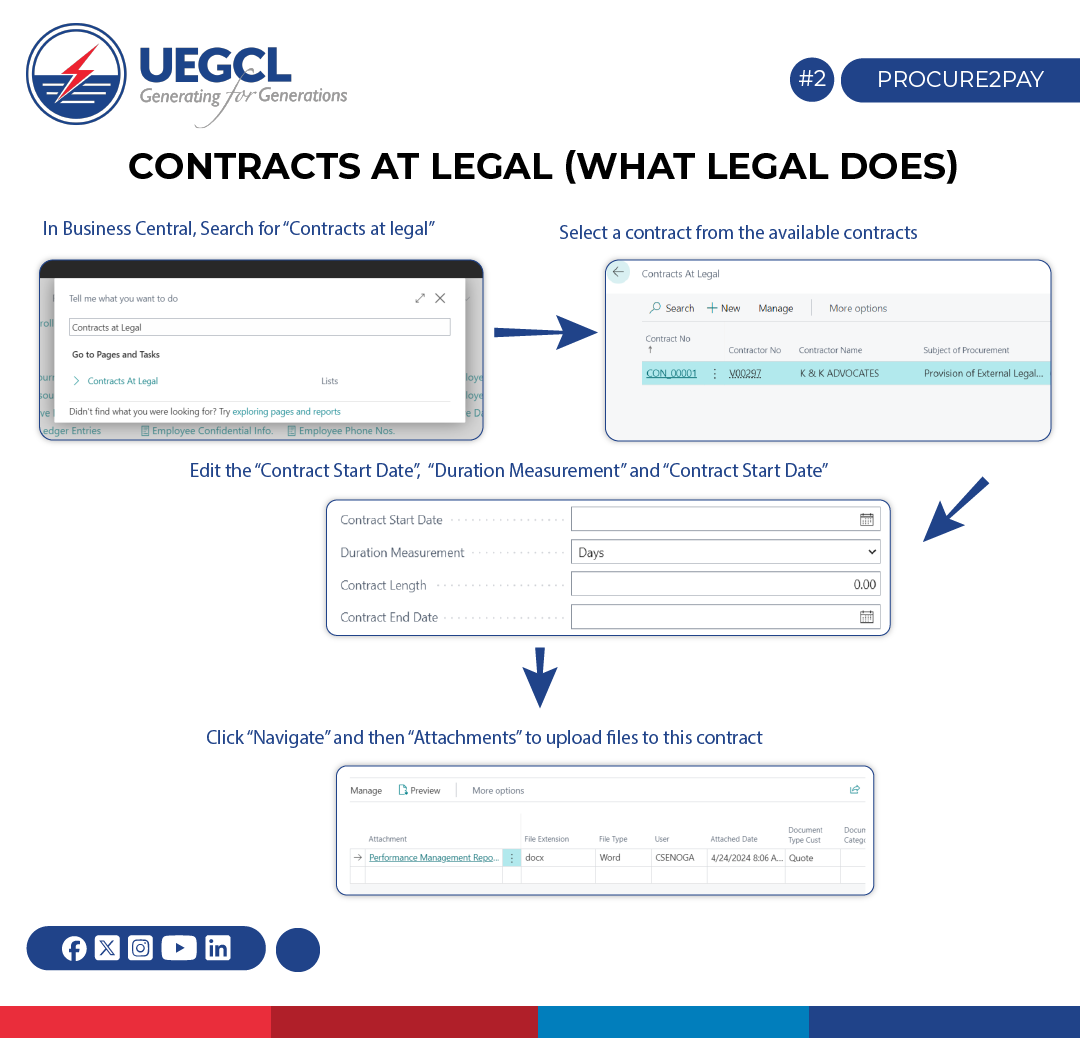 UEGCL
Generating for Generations
#2
PROCURE2PAY
CONTRACTS AT LEGAL (WHAT LEGAL DOES)
In Business Central, Search for “Contracts at legal”
Select a contract from the available contracts
Tell me what you want to do
Contracts at Legal
Go to Pages and Tasks
Contracts At Legal
Lists
Didn't find what you were looking for? Try exploring pages and reports
edger Entries
Employee Confidential Info.
Employee Phone Nos.
Contracts At Legal
Search
New
Manage
More options
Contract No
Contractor No
Contractor Name
Subject of Procurement
CON_00001
V00297
K & K ADVOCATES
Provision of External Legal...
Edit the “Contract Start Date”, “Duration Measurement” and “Contract Start Date”
Contract Start Date
Duration Measurement
Days
Contract Length
0.00
Contract End Date
Click “Navigate” and then “Attachments” to upload files to this contract
Manage
Preview
More options
Attachment
File Extension
File Type
User
Attached Date
Document
Type Cust
Docum
Catego
Performance Management Repo...
docx
Word
CSENOGA
4/24/2024 8:06 A...
Quote